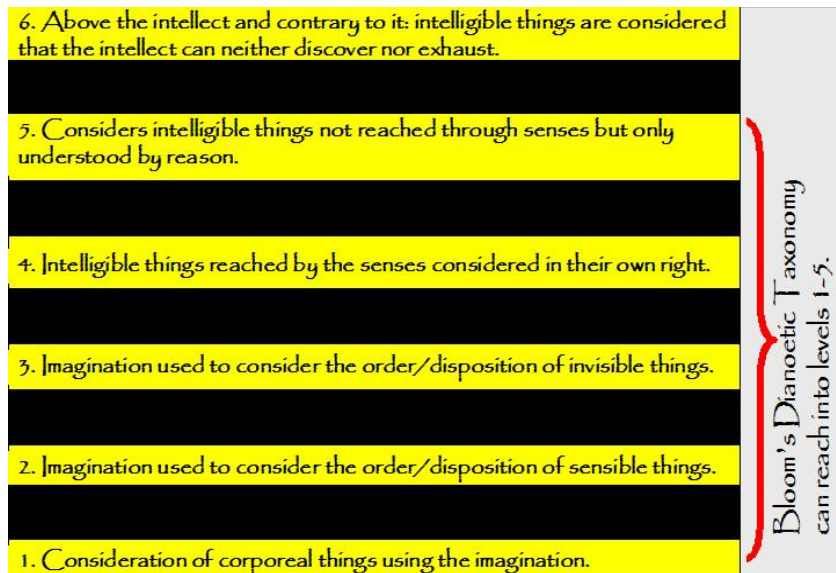 6. Above the intellect and contrary to it: intelligible things are considered
that the intellect can neither discover nor exhaust.
5. Considers intelligible things not reached through senses but only
understood by reason.
4. Intelligible things reached by the senses considered in their own right.
3. Imagination used to consider the order/disposition of invisible things.
2. Imagination used to consider the order/disposition of sensible things.
1. Consideration of corporeal things using the imagination.
Bloom's Dianoetic Taxonomy
can reach into levels 1-5.